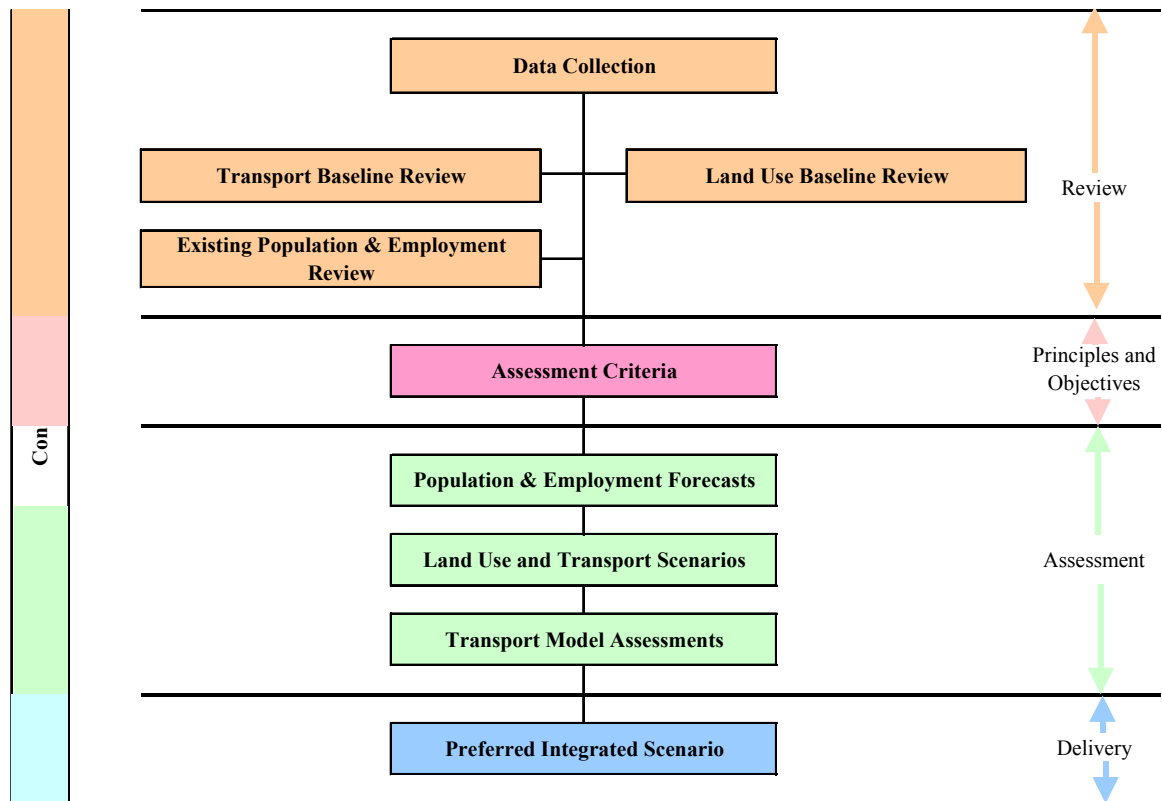 Data Collection
Transport Baseline Review
Land Use Baseline Review
Review
Existing Population & Employment
Review
Assessment Criteria
Principles and
Objectives
Con
Population & Employment Forecasts
Land Use and Transport Scenarios
Assessment
Transport Model Assessments
Preferred Integrated Scenario
Delivery